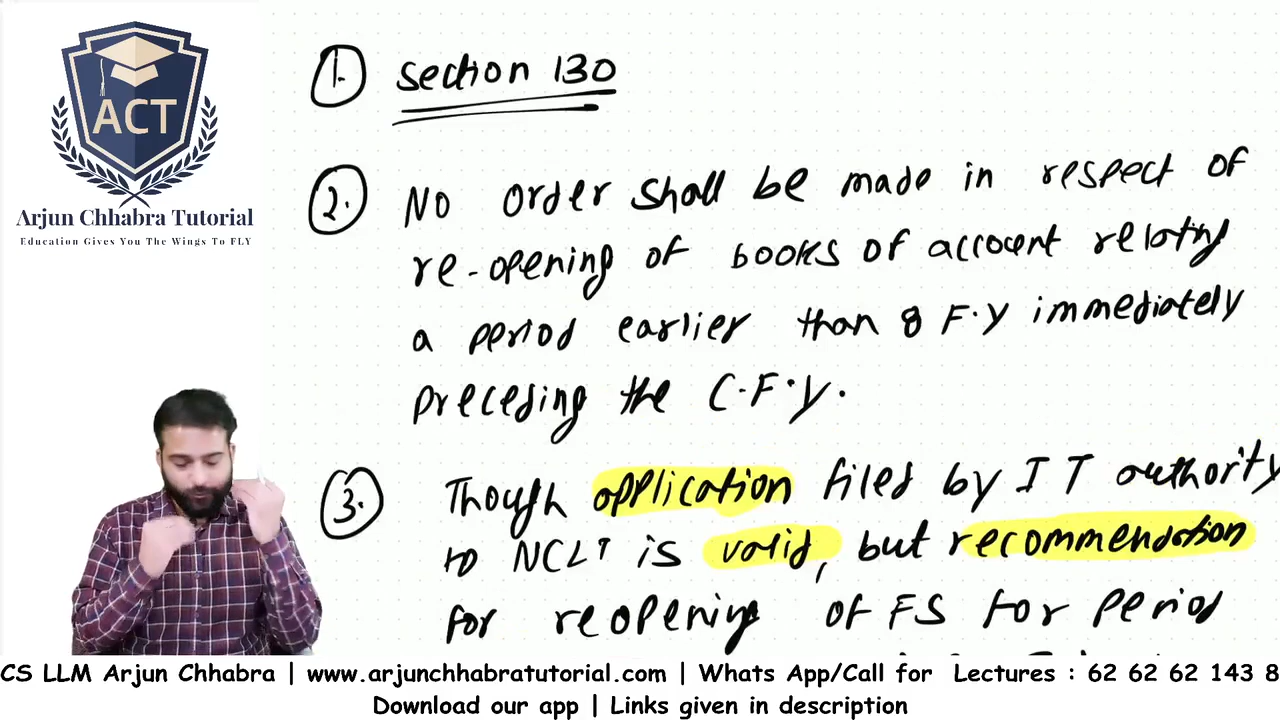 ACT
Arjun Chhabra Tutorial
Education Gives You The Wings To FLY
1. Section 130
2. No order shall be made in respect of
re-opening of books of account relating
a period earlier than 8 F.Y immediately
preceding the C.F.Y.
3. Though application filed by IT authority
to NCLT is valid, but recommendation
for reopening of FS for period
CS LLM Arjun Chhabra | www.arjunchhabratutorial.com | Whats App/Call for Lectures : 62 62 62 143 8
Download our app | Links given in description